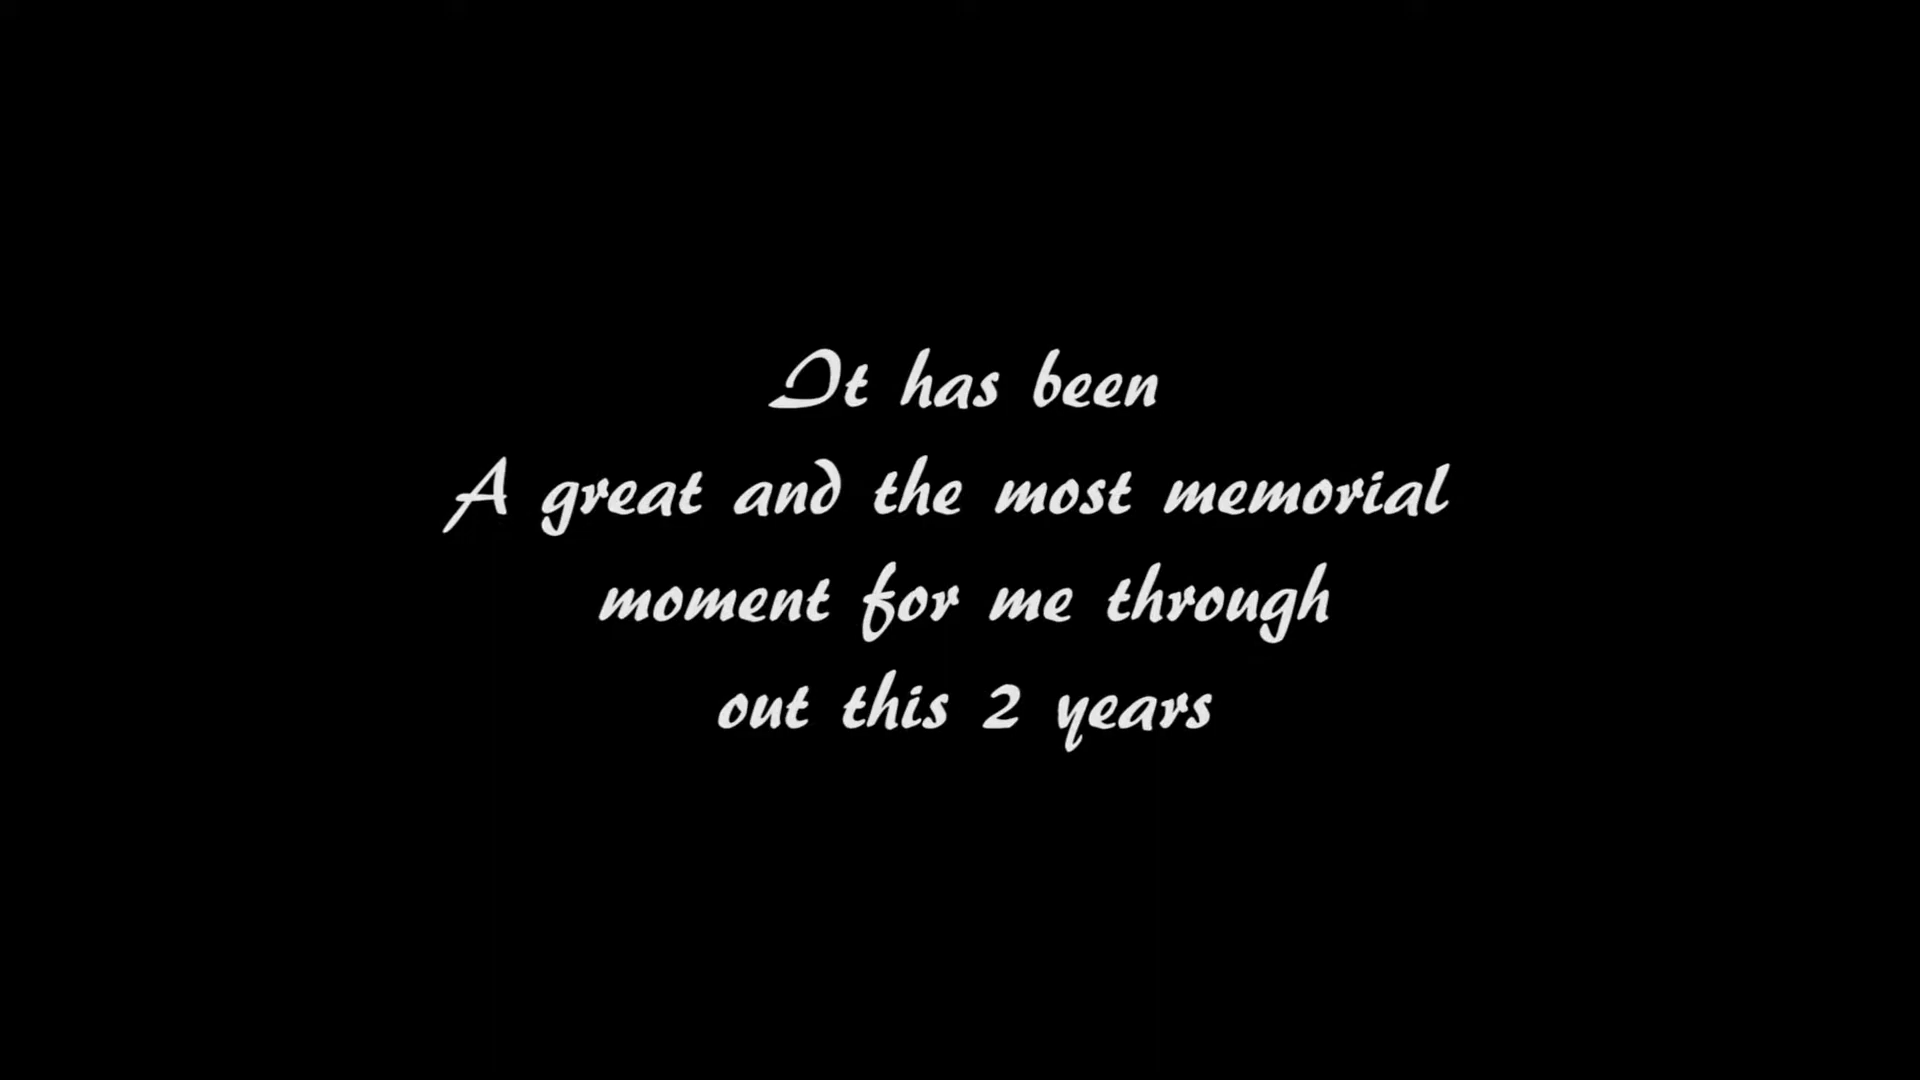 It has been
A great and the most memorial
moment for me through
out this 2 years